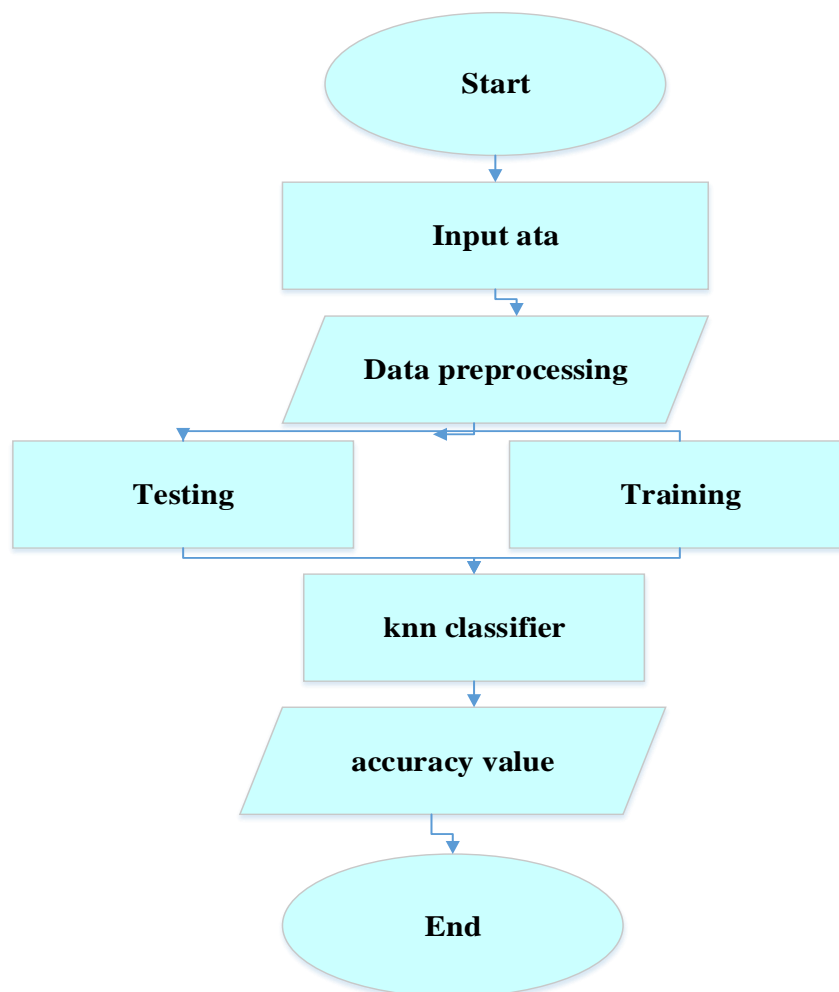 Start
Input ata
Data preprocessing
Testing
Training
knn classifier
accuracy value
End